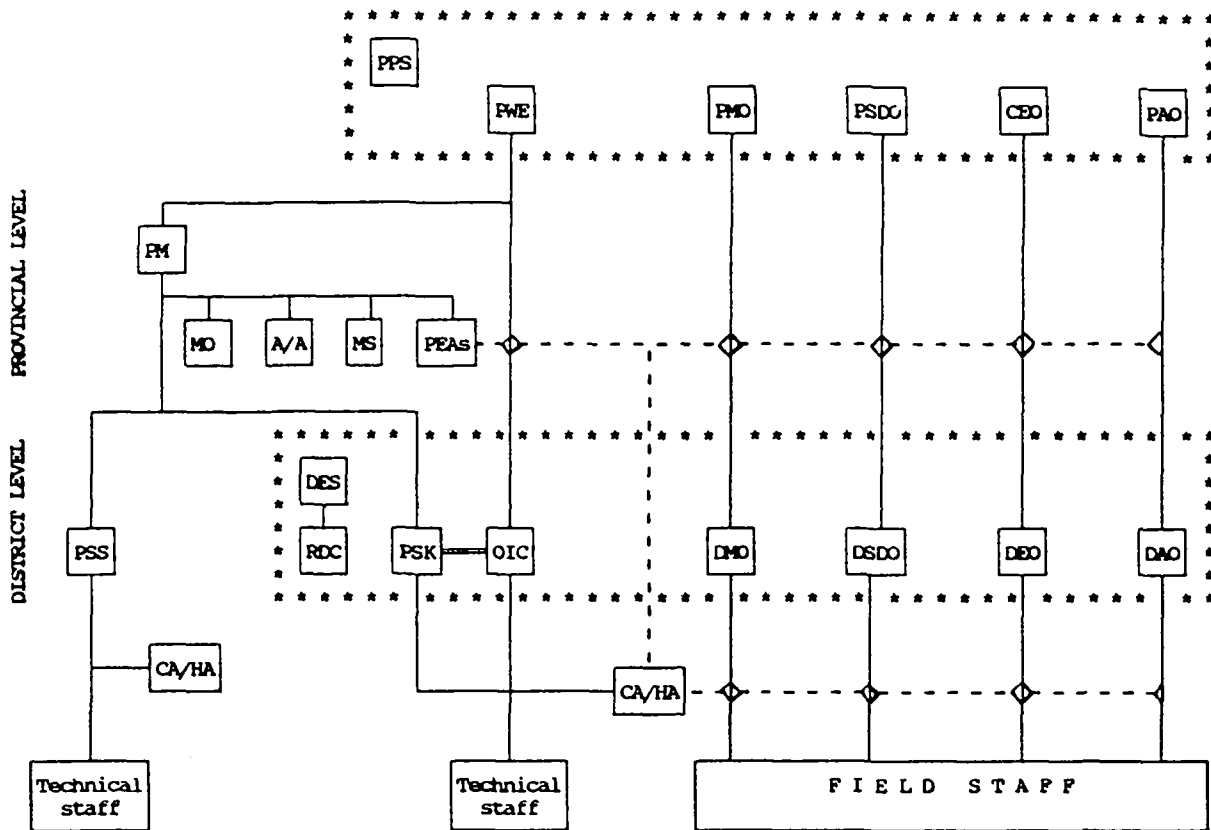 PPS
PWE
PMO
PSDO
CEO
PAO
PROVINCIAL LEVEL
PM
MO
A/A
MS
PEAs
DISTRICT LEVEL
DES
PSS
RDC
PSK
OIC
DMO
DSDO
DEO
DAO
CA/HA
CA/HA
Technical
staff
Technical
staff
FIELD STAFF